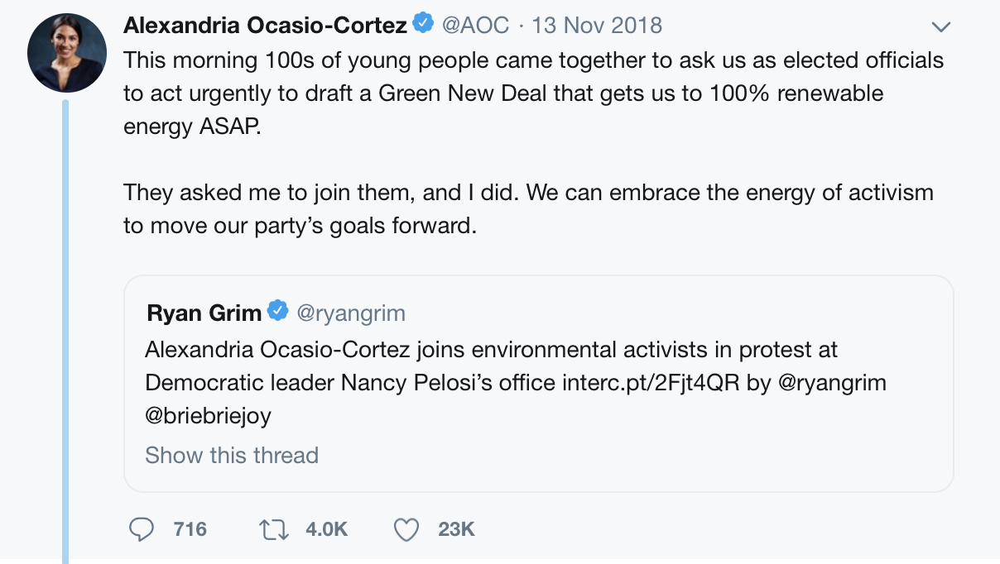 Alexandria Ocasio-Cortez @AOC · 13 Nov 2018
This morning 100s of young people came together to ask us as elected officials
to act urgently to draft a Green New Deal that gets us to 100% renewable
energy ASAP.
They asked me to join them, and I did. We can embrace the energy of activism
to move our party’s goals forward.
Ryan Grim @ryangrim
Alexandria Ocasio-Cortez joins environmental activists in protest at
Democratic leader Nancy Pelosi’s office interc.pt/2Fjt4QR by @ryangrim
@briebriejoy
Show this thread
716 4.0K 23K